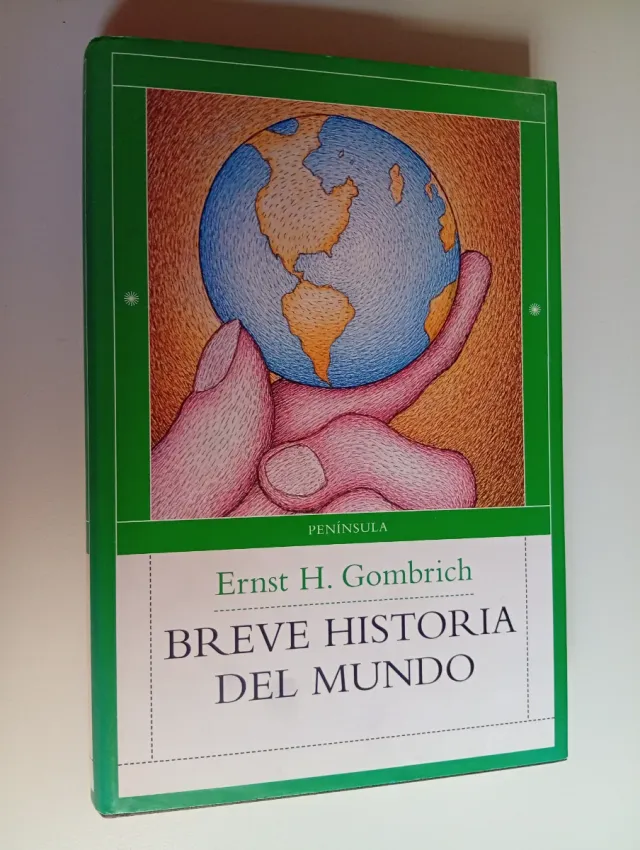 PENÍNSULA
Ernst H. Gombrich
BREVE HISTORIA
DEL MUNDO